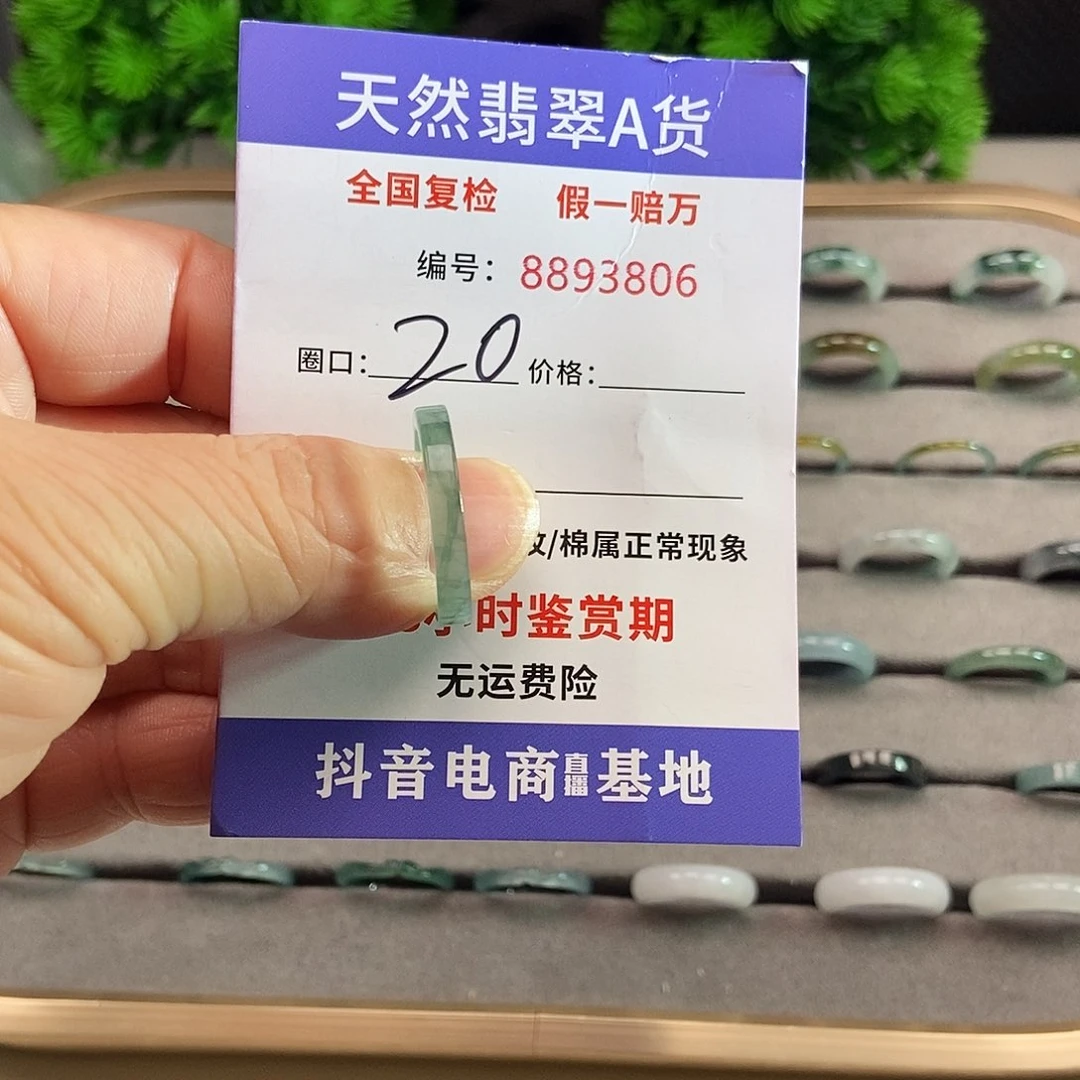 天然翡翠A货
全国复检 假一赔万
编号：8893806
圈口：20 价格：
/棉属正常现象
时鉴赏期
无运费险
抖音电商直播基地